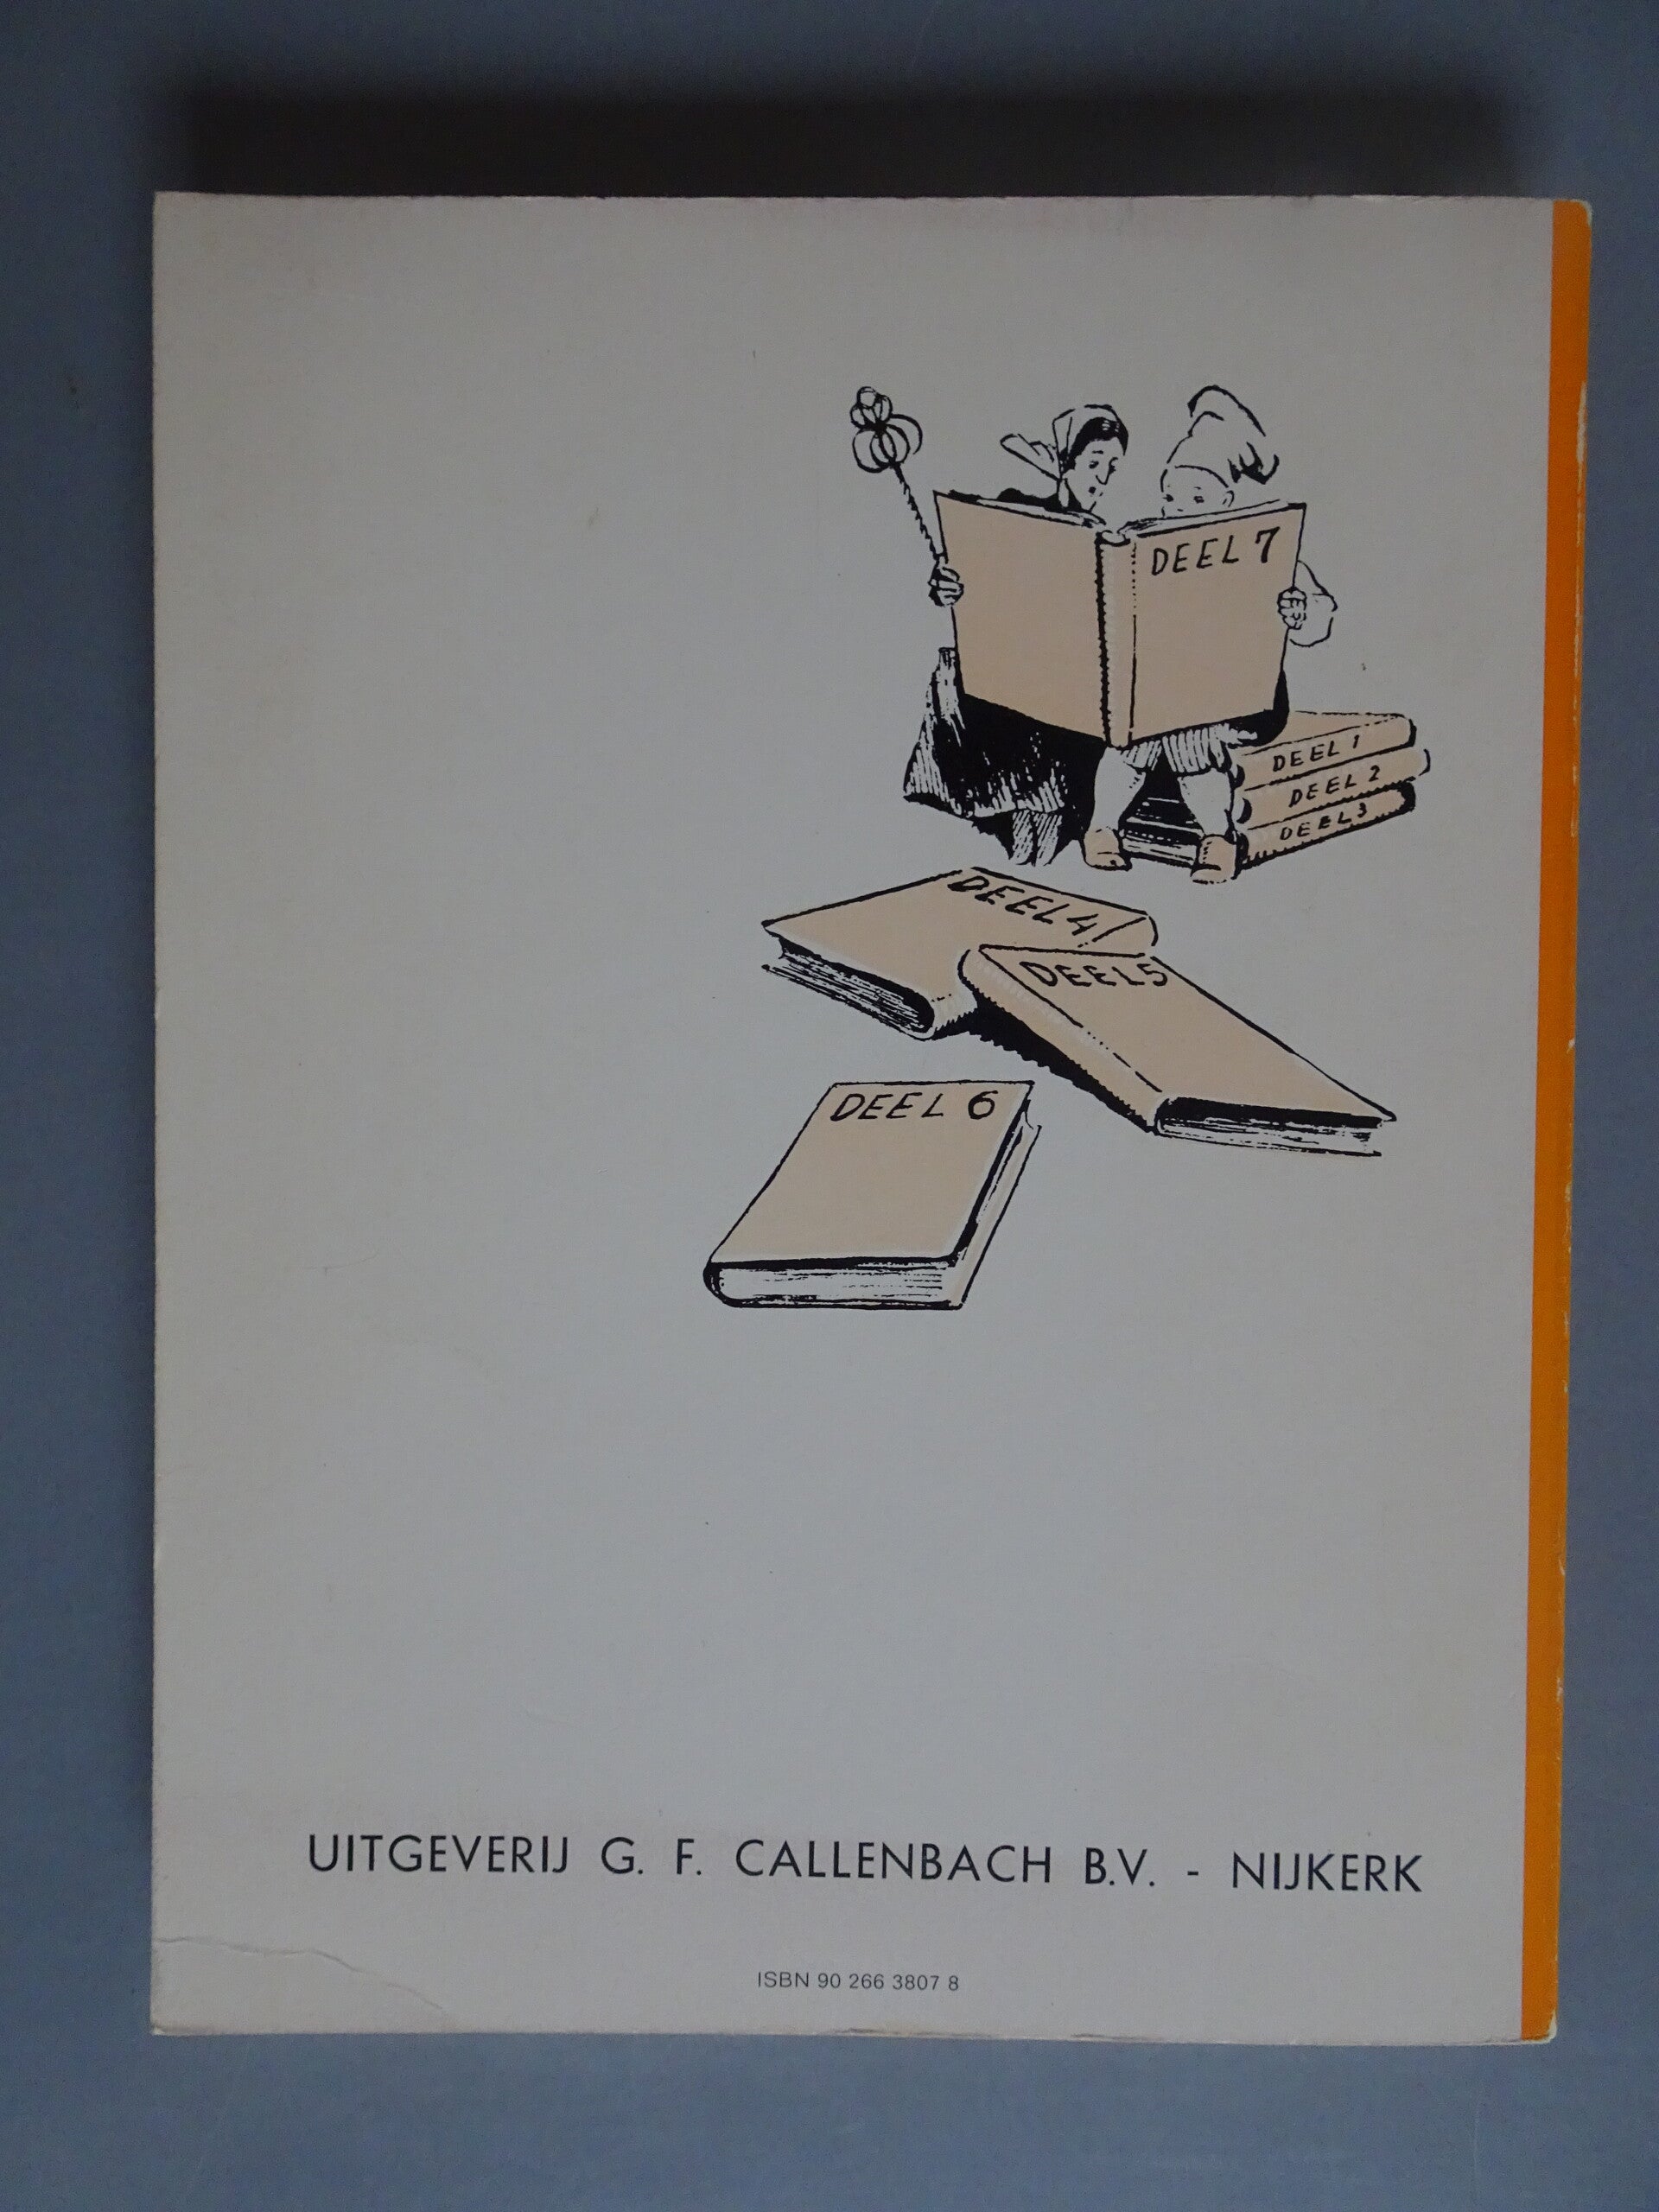 DEEL 7
DEEL 1
DEEL 2
DEEL 3
DEEL 4
DEEL 5
DEEL 6
UITGEVERIJ G. F. CALLENBACH B.V. - NIJKERK
ISBN 90 266 3807 8